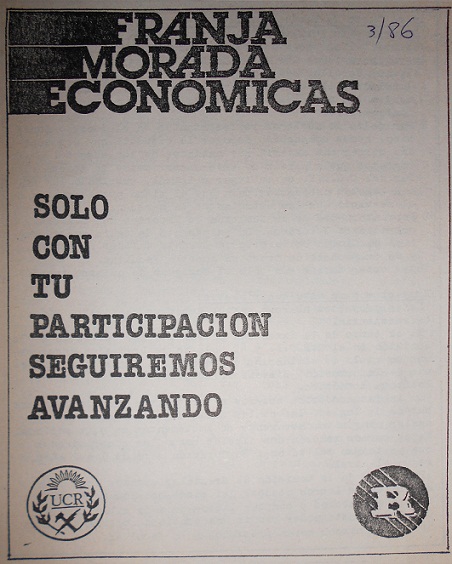 FRANJA
MORADA
ECONOMICAS
3/86
SOLO
CON
TU
PARTICIPACION
SEGUIREMOS
AVANZANDO
UCR
R